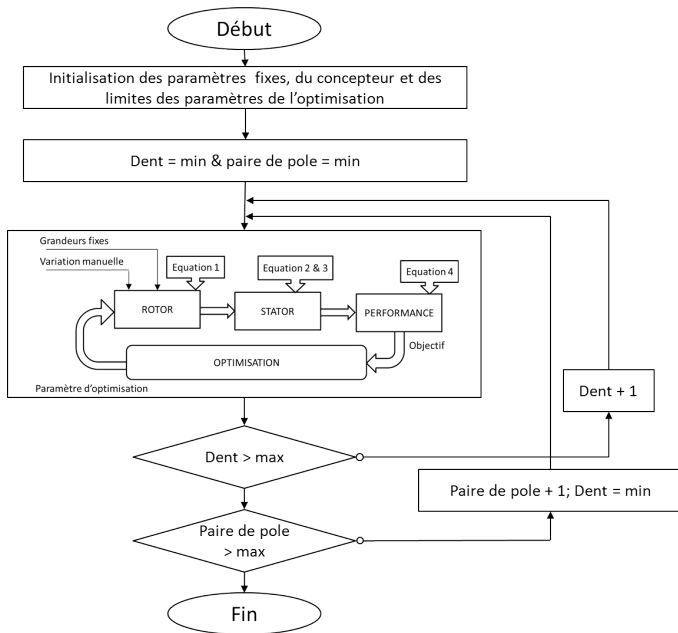 Début
Initialisation des paramètres fixes, du concepteur et des
limites des paramètres de l'optimisation
Dent = min & paire de pole = min
Grandeurs fixes
Variation manuelle
Equation 1
Equation 2 & 3
Equation 4
ROTOR
STATOR
PERFORMANCE
Objectif
OPTIMISATION
Paramètre d'optimisation
Dent + 1
Dent > max
Paire de pole + 1; Dent = min
Paire de pole
> max
Fin